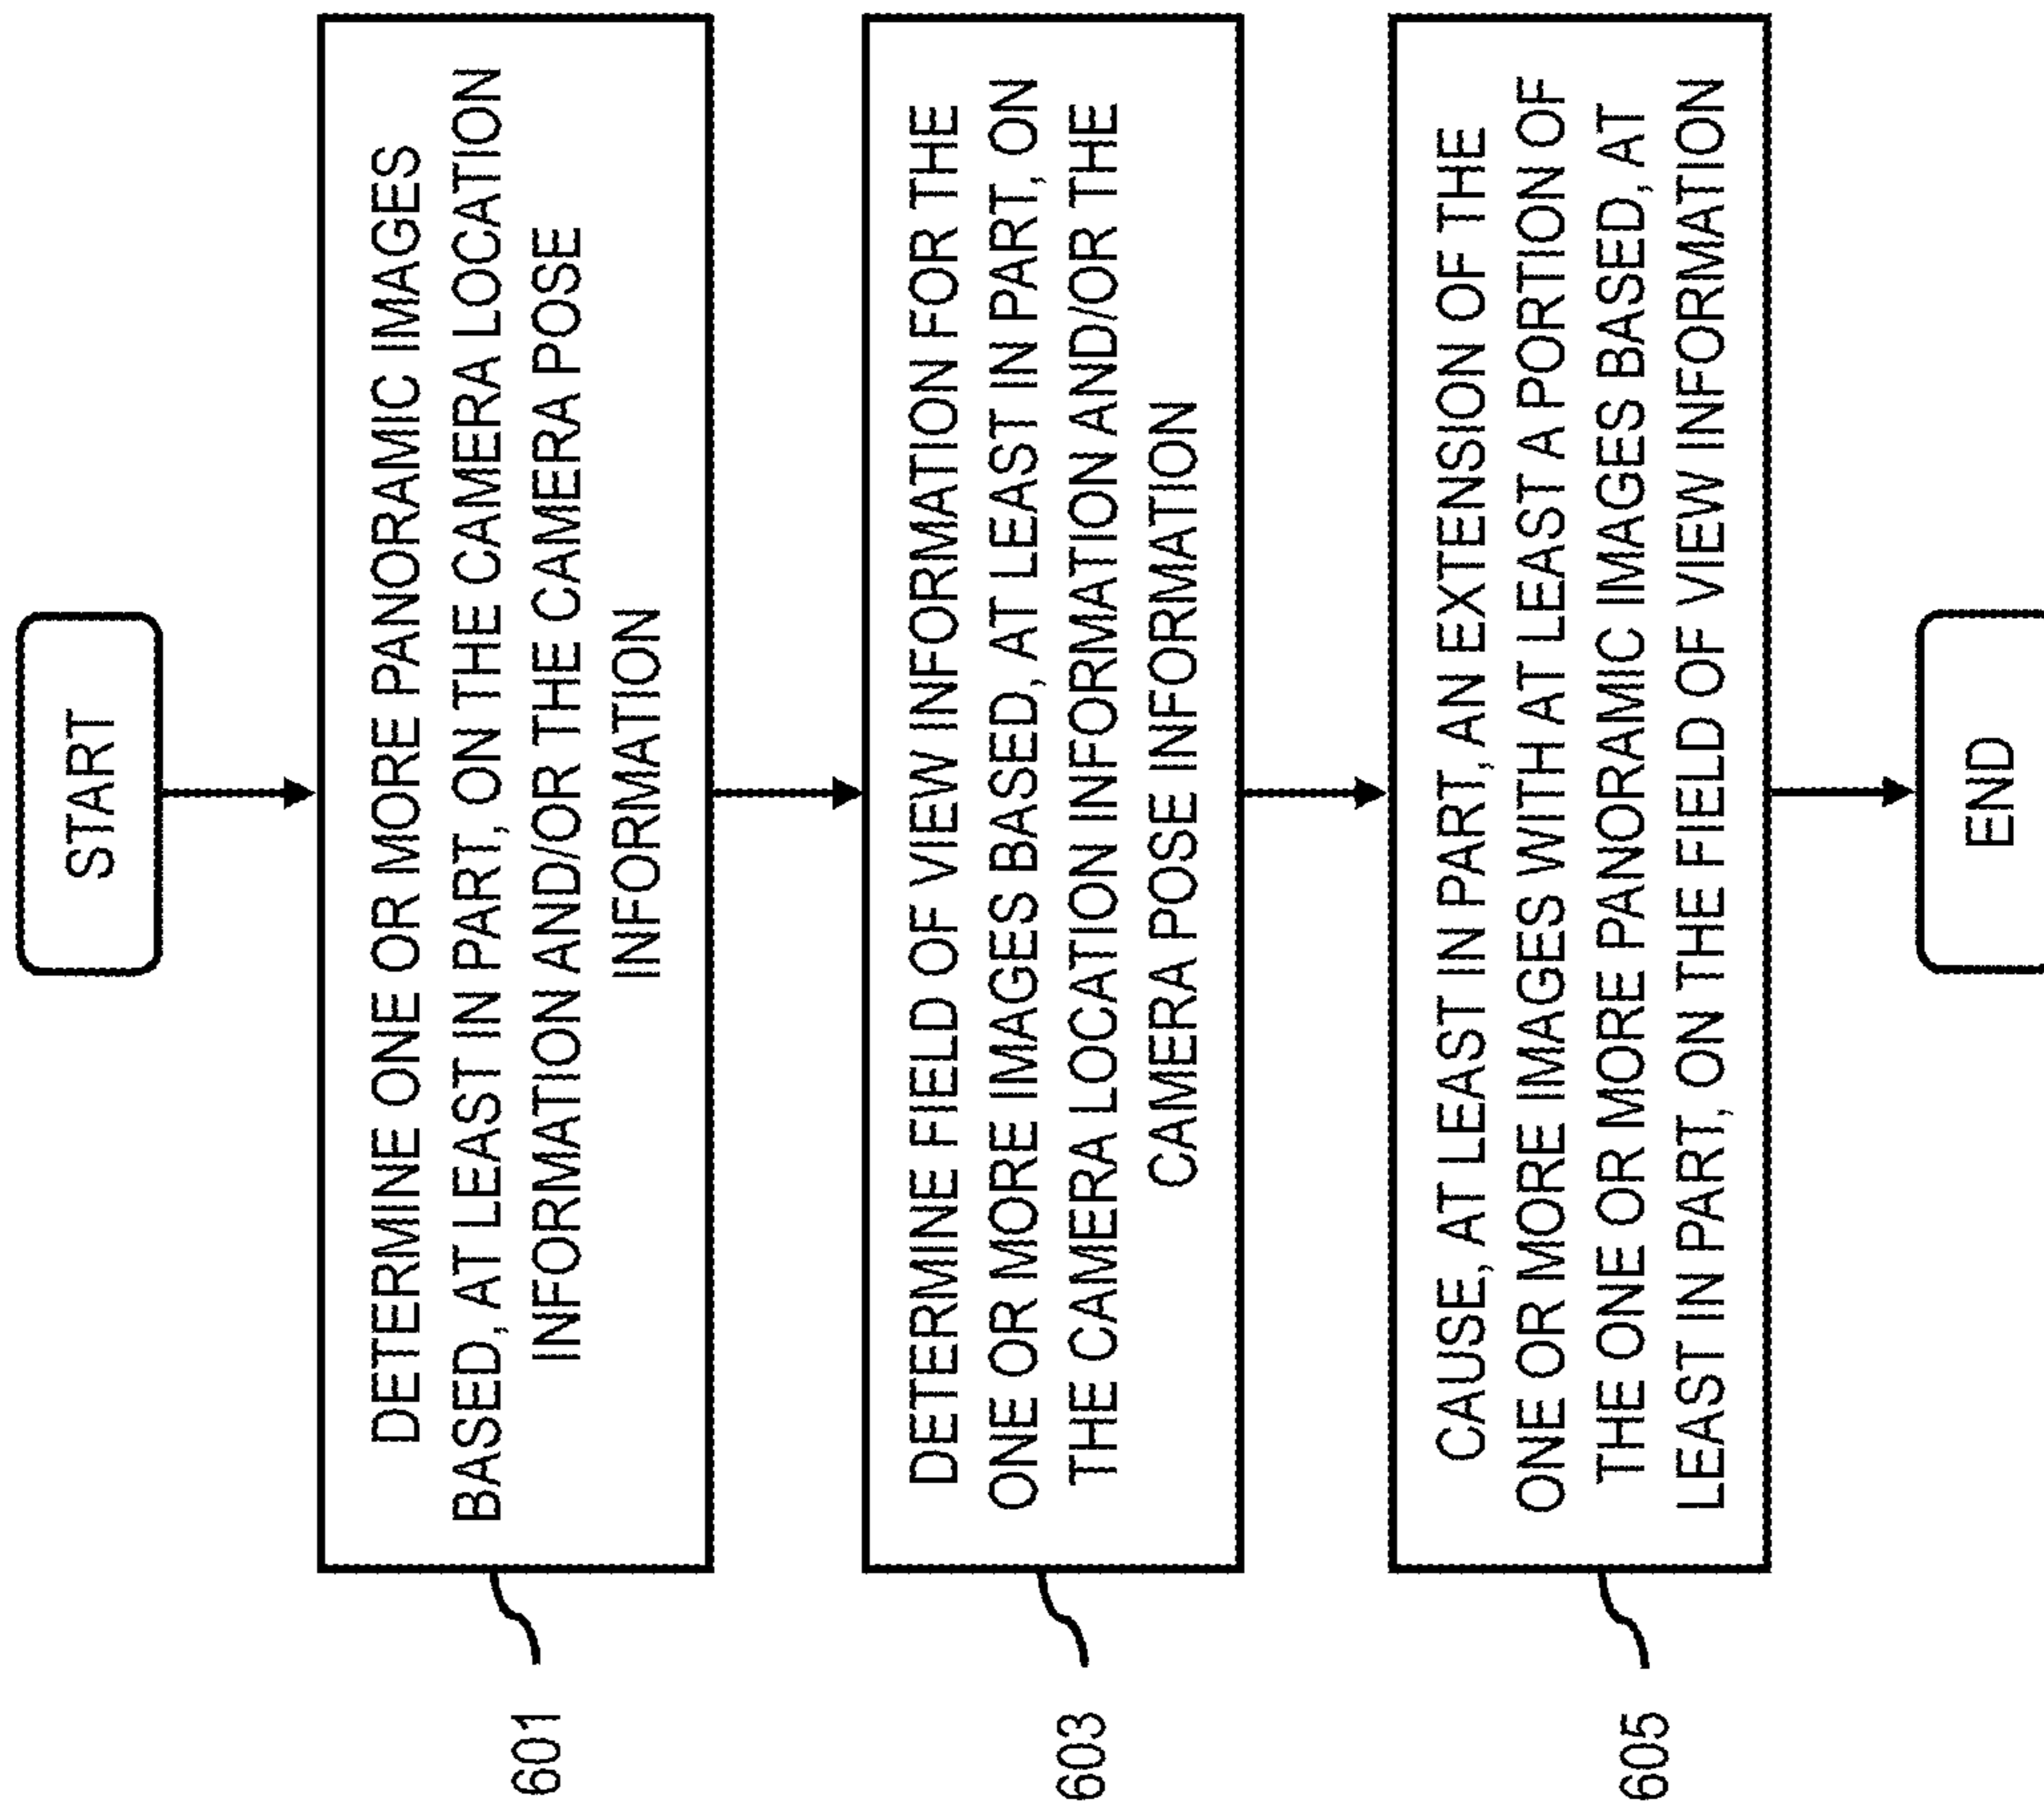 START
DETERMINE ONE OR MORE PANORAMIC IMAGES
BASED, AT LEAST IN PART, ON THE CAMERA LOCATION
INFORMATION AND/OR THE CAMERA POSE
INFORMATION
601
DETERMINE FIELD OF VIEW INFORMATION FOR THE
ONE OR MORE IMAGES BASED, AT LEAST IN PART, ON
THE CAMERA LOCATION INFORMATION AND/OR THE
CAMERA POSE INFORMATION
603
CAUSE, AT LEAST IN PART, AN EXTENSION OF THE
ONE OR MORE IMAGES WITH AT LEAST A PORTION OF
THE ONE OR MORE PANORAMIC IMAGES BASED, AT
LEAST IN PART, ON THE FIELD OF VIEW INFORMATION
605
END